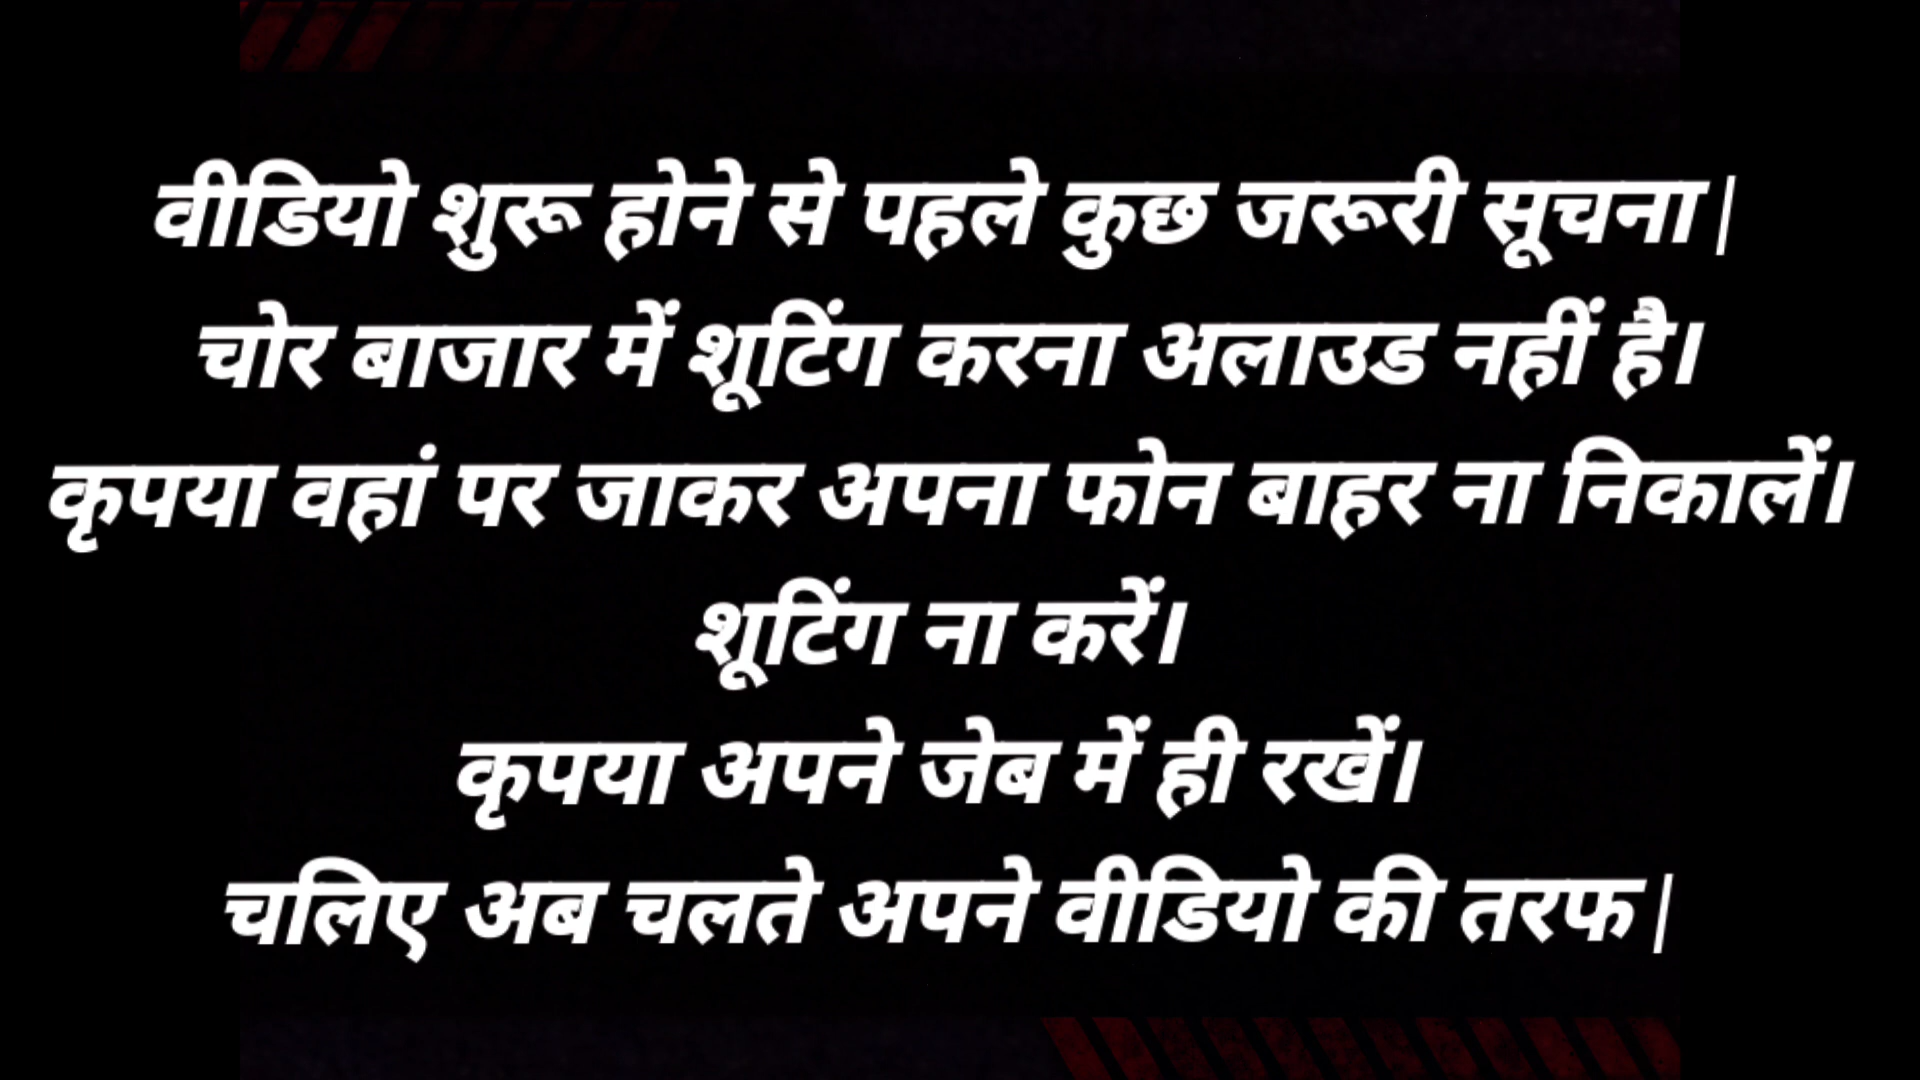 वीडियो शुरू होने से पहले कुछ जरूरी सूचना|
चोर बाजार में शूटिंग करना अलाउड नहीं है।
कृपया वहां पर जाकर अपना फोन बाहर ना निकालें।
शूटिंग ना करें।
कृपया अपने जेब में ही रखें।
चलिए अब चलते अपने वीडियो की तरफ|